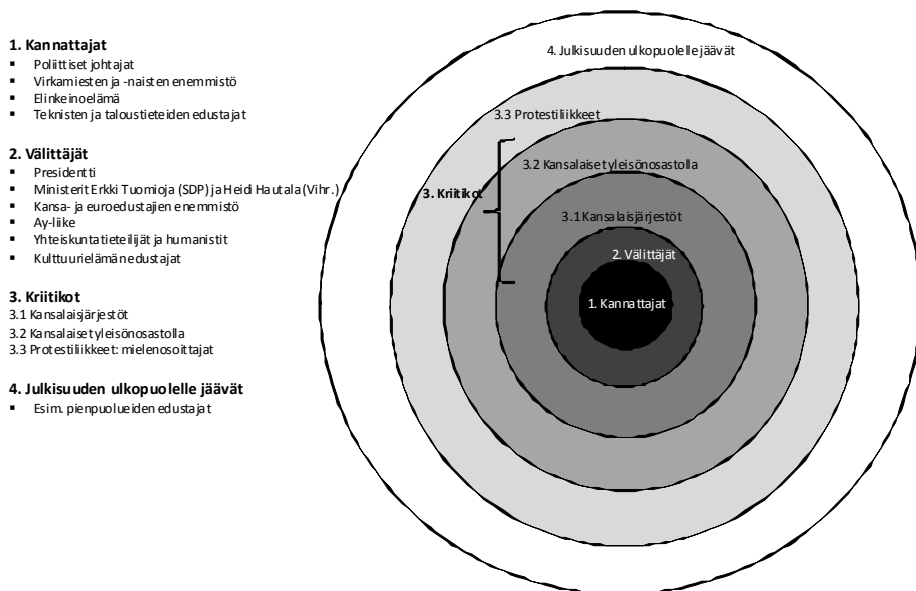 1. Kannattajat
▪ Poliittiset johtajat
▪ Virkamiesten ja -naisten enemmistö
▪ Elinkeinoelämä
▪ Teknisten ja taloustieteiden edustajat
2. Välittäjät
▪ Presidentti
▪ Ministerit Erkki Tuomioja (SDP) ja Heidi Hautala (Vihr.)
▪ Kansa- ja euroedustajien enemmistö
▪ Ay-liike
▪ Yhteiskuntatieteilijät ja humanistit
▪ Kulttuurielämän edustajat
3. Kriitikot
3.1 Kansalaisjärjestöt
3.2 Kansalaiset yleisönosastolla
3.3 Protestiliikkeet: mielenosoittajat
4. Julkisuuden ulkopuolelle jäävät
▪ Esim. pienpuolueiden edustajat
4. Julkisuuden ulkopuolelle jäävät
3.3 Protestiliikkeet
3.2 Kansalaiset yleisönosastolla
3. Kriitikot
3.1 Kansalaisjärjestöt
2. Välittäjät
1. Kannattajat